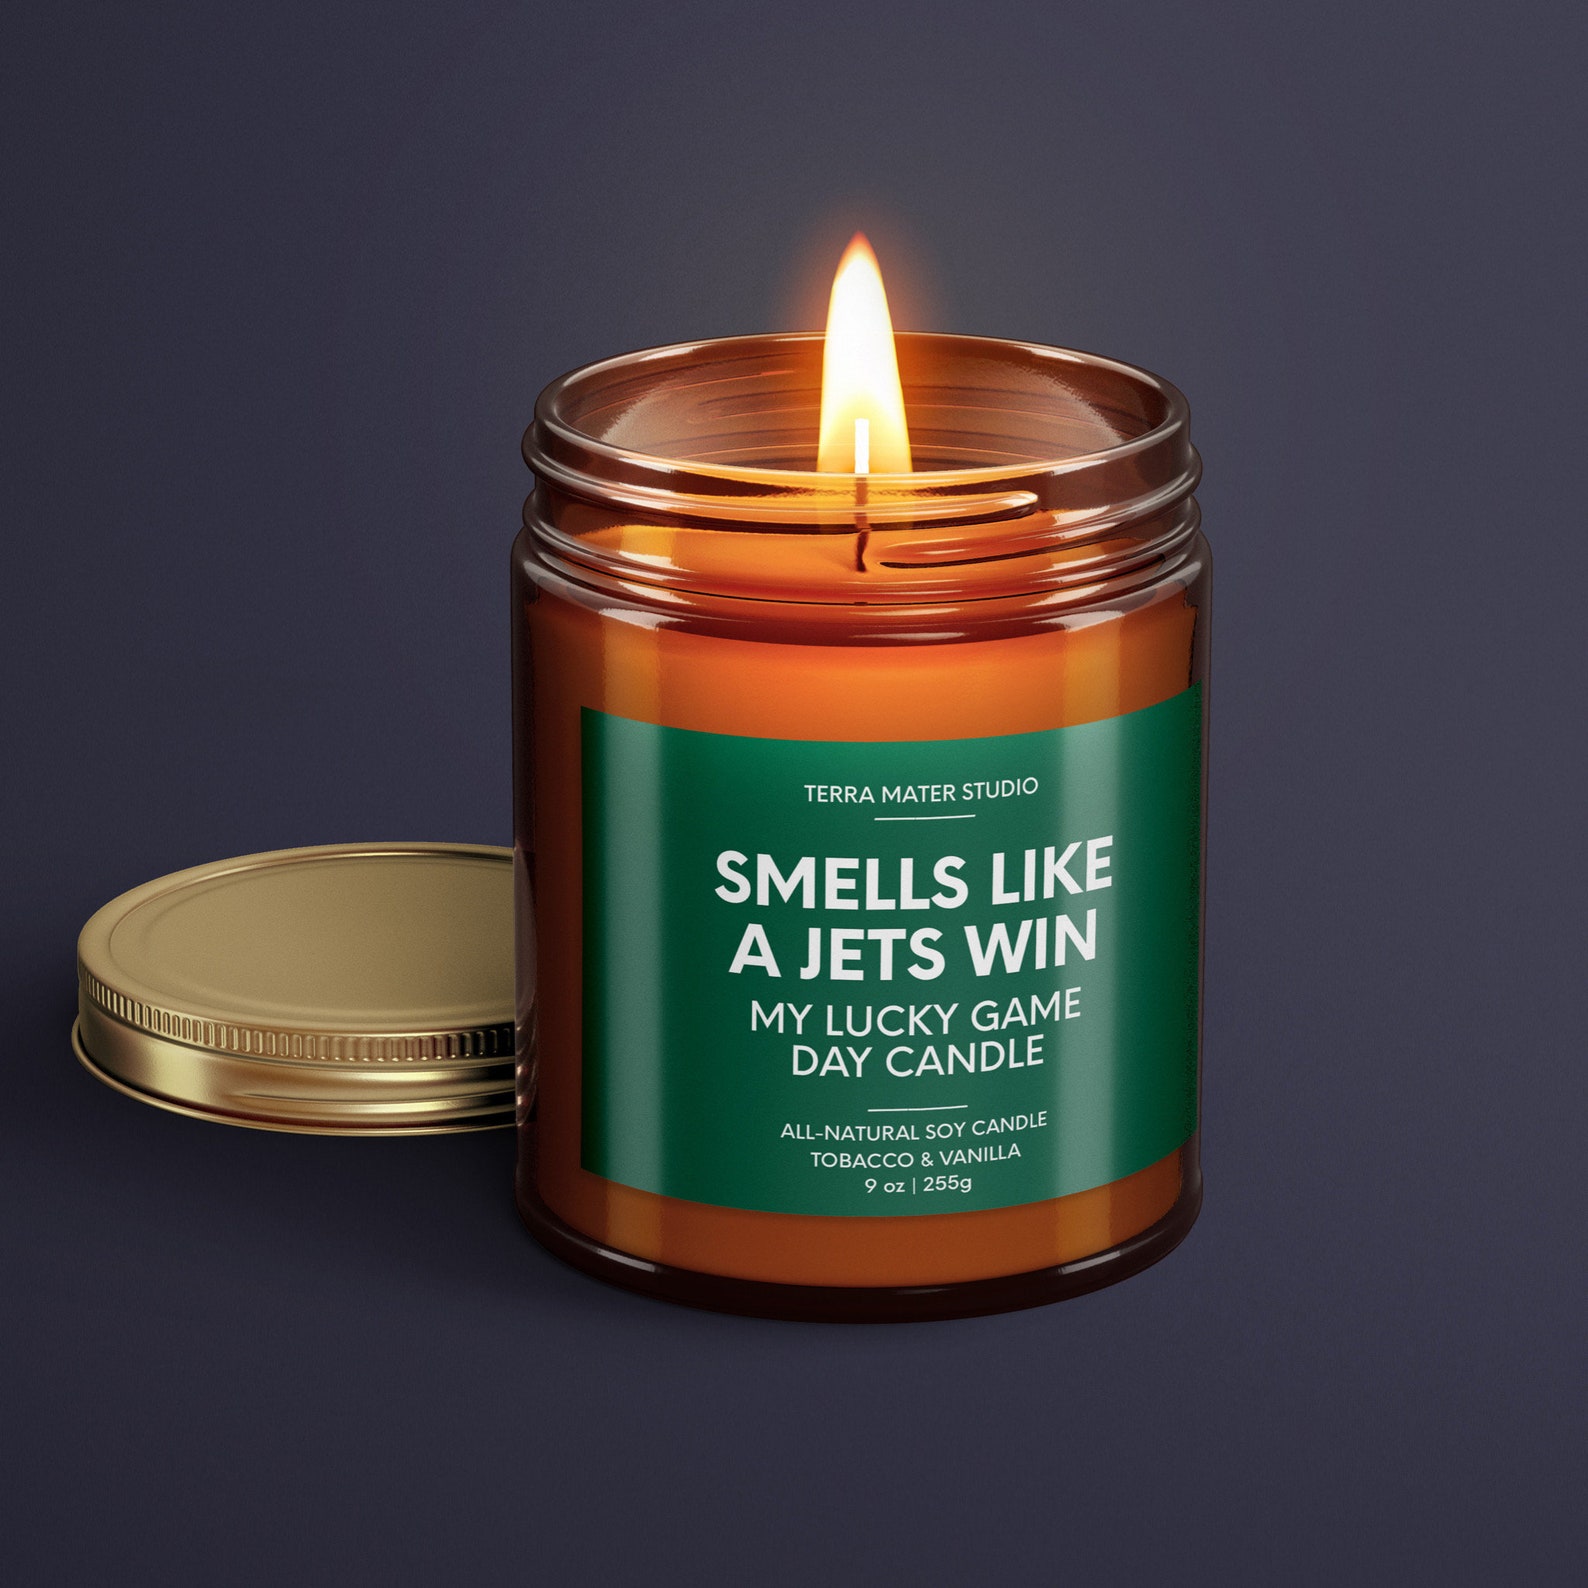 TERRA MATER STUDIO
SMELLS LIKE
A JETS WIN
MY LUCKY GAME
DAY CANDLE
ALL-NATURAL SOY CANDLE
TOBACCO & VANILLA
9 oz | 255g